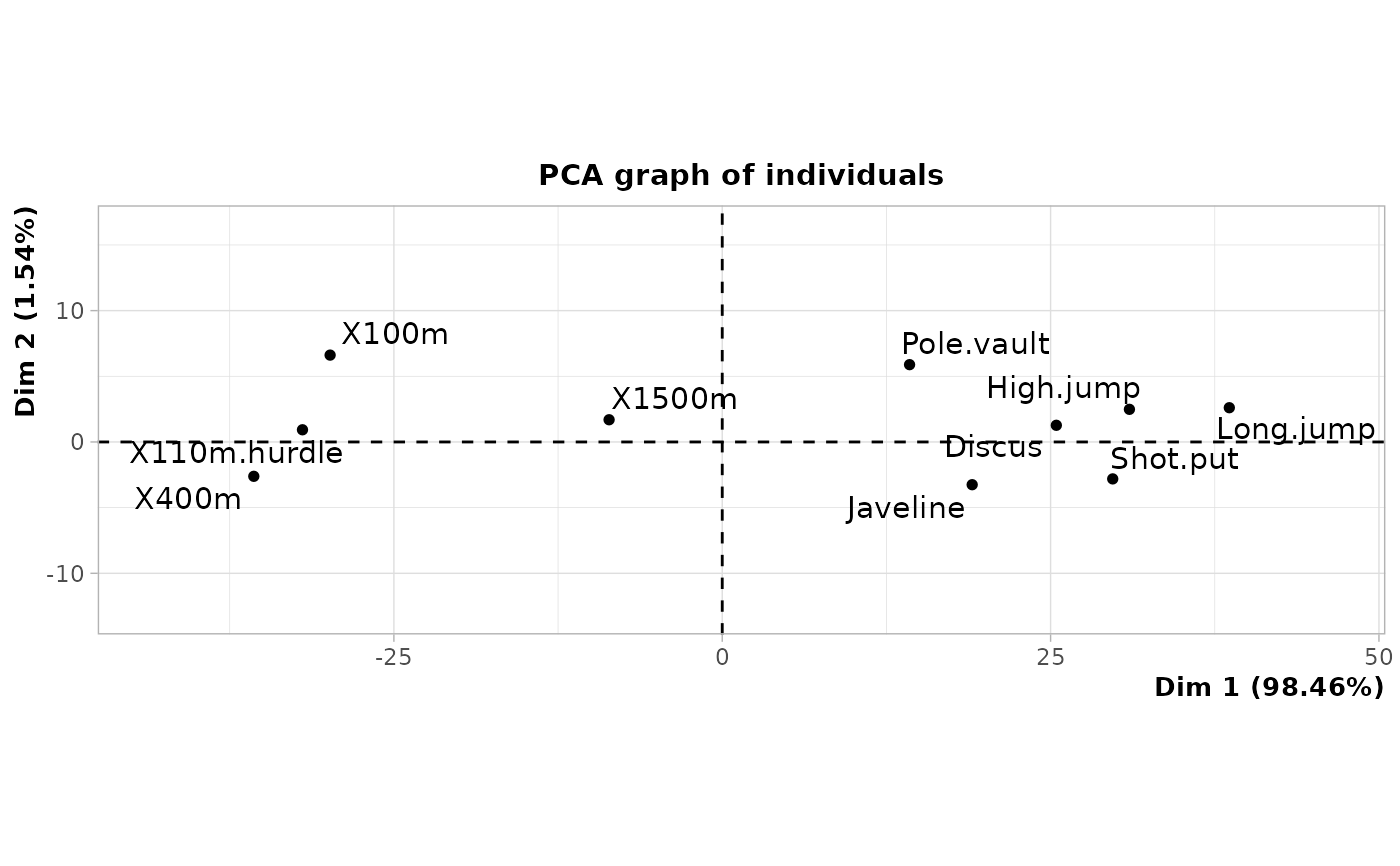 PCA graph of individuals
Dim 2 (1.54%)
10
0
-10
X100m
Pole.vault
High.jump
X1500m
Long.jump
Discus
X110m.hurdle
Shot.put
X400m
Javeline
-25
0
25
50
Dim 1 (98.46%)